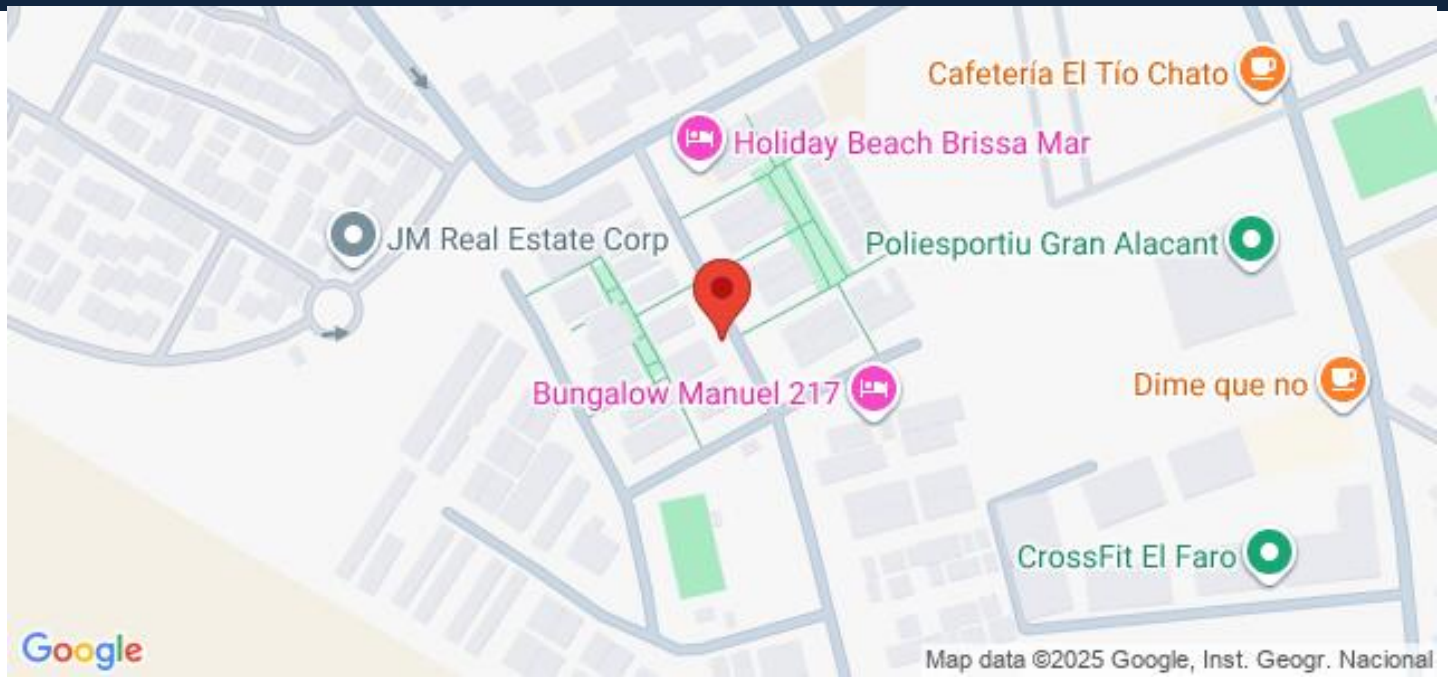 Cafetería El Tío Chato
Holiday Beach Brissa Mar
JM Real Estate Corp
Poliesportiu Gran Alacant
Bungalow Manuel 217
Dime que no
CrossFit El Faro
Google
Map data ©2025 Google, Inst. Geogr. Nacional